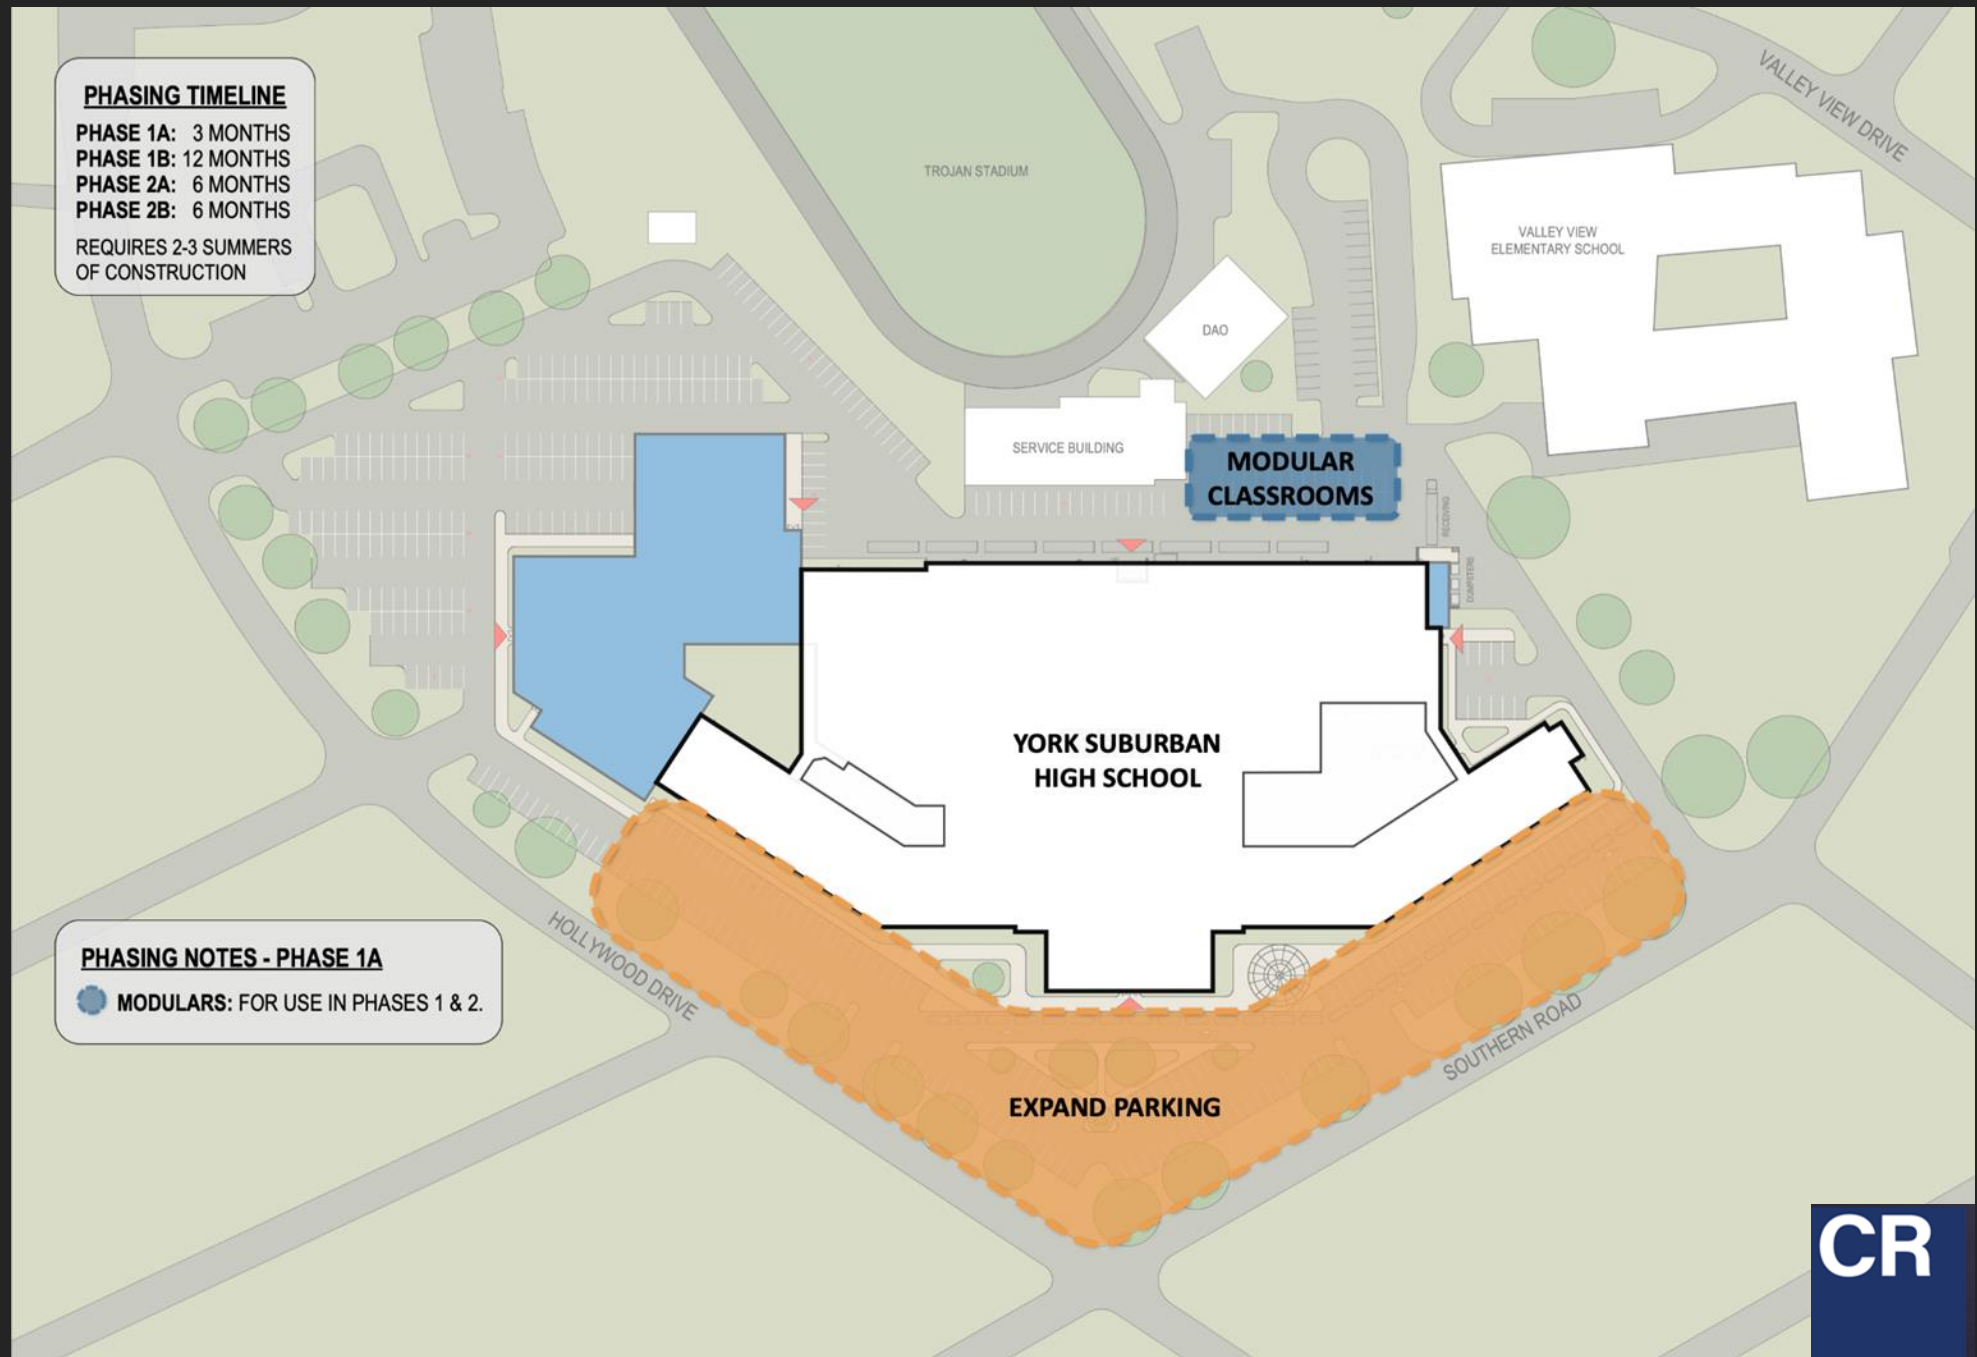 PHASING TIMELINE
PHASE 1A: 3 MONTHS
PHASE 1B: 12 MONTHS
PHASE 2A: 6 MONTHS
PHASE 2B: 6 MONTHS
REQUIRES 2-3 SUMMERS
OF CONSTRUCTION
TROJAN STADIUM
VALLEY VIEW DRIVE
VALLEY VIEW
ELEMENTARY SCHOOL
DAO
SERVICE BUILDING
MODULAR
CLASSROOMS
RECEIVING
DUMPSTERS
YORK SUBURBAN
HIGH SCHOOL
PHASING NOTES - PHASE 1A
MODULARS: FOR USE IN PHASES 1 & 2.
HOLLYWOOD DRIVE
SOUTHERN ROAD
EXPAND PARKING
CR